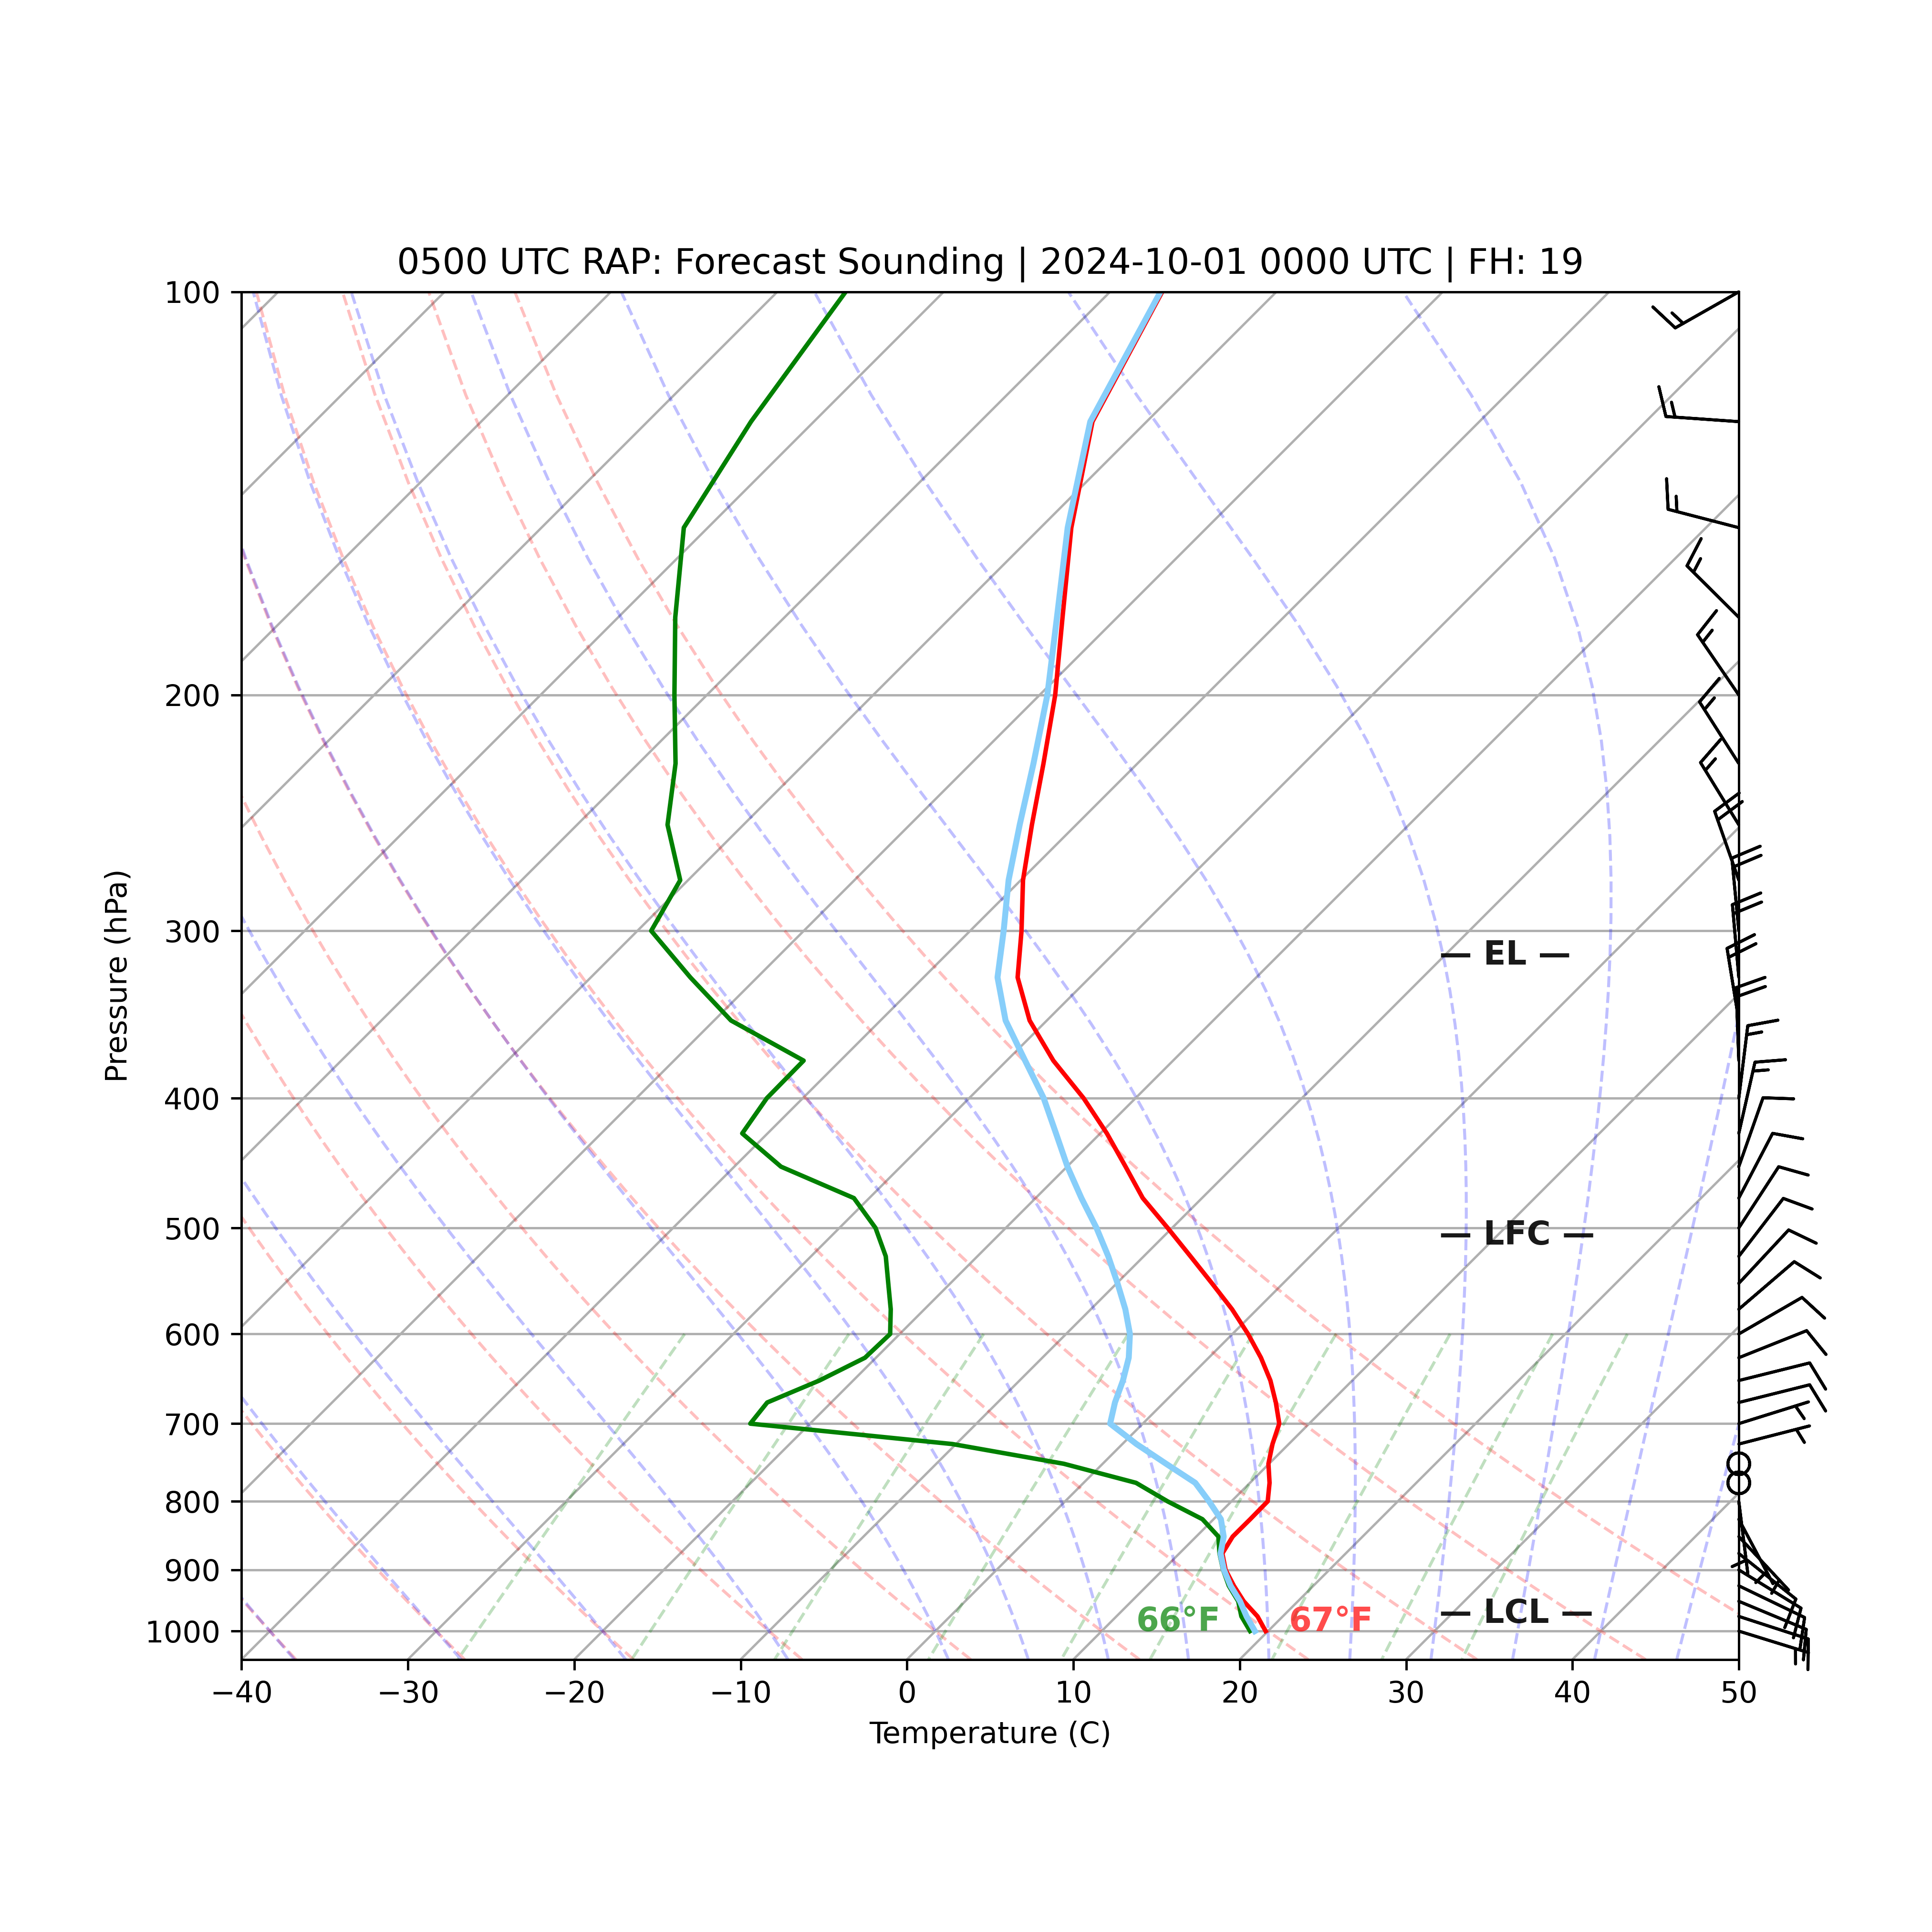 0500 UTC RAP: Forecast Sounding | 2024-10-01 0000 UTC | FH: 19
100
200
300
— EL —
Pressure (hPa)
400
500
— LFC —
600
700
800
900
1000
66°F
67°F
— LCL —
−40
−30
−20
−10
0
10
20
30
40
50
Temperature (C)